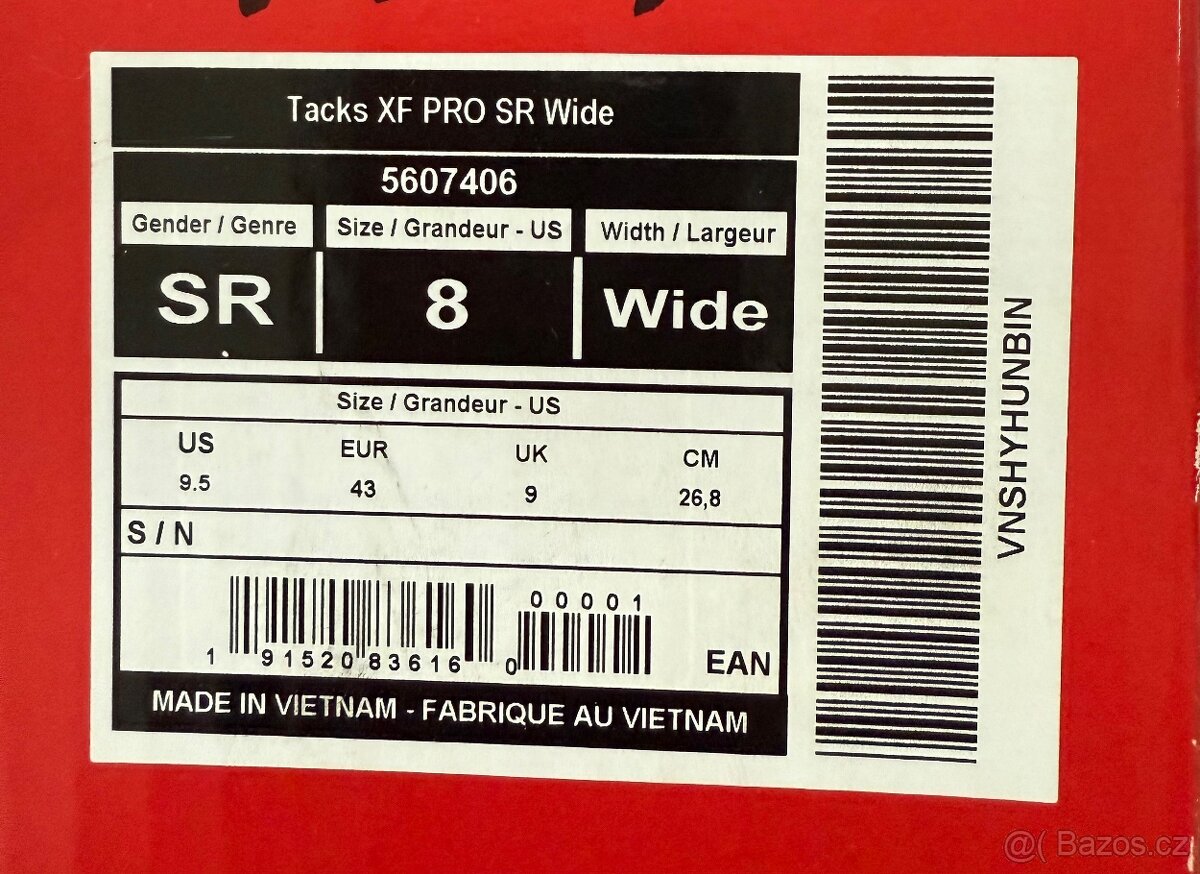 Tacks XF PRO SR Wide
5607406
Gender / Genre Size / Grandeur - US Width / Largeur
SR 8 Wide
Size / Grandeur - US
US EUR UK CM
9.5 43 9 26,8
S / N
00001
1 91520 83616 0
EAN
MADE IN VIETNAM - FABRIQUE AU VIETNAM
VNSHYHUNBIN
@( Bazos.cz